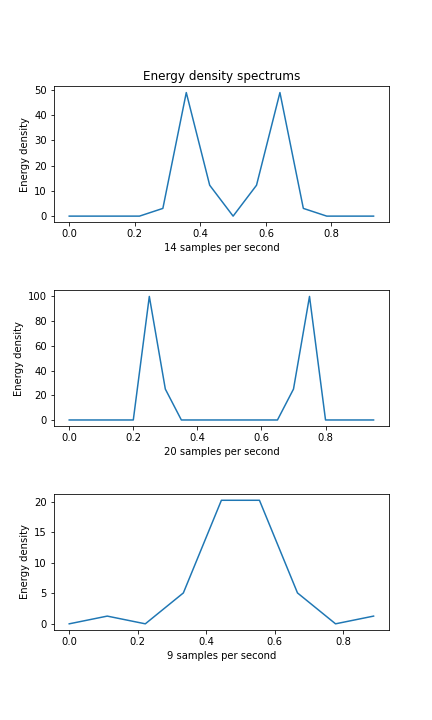 Energy density spectrums
50
40
30
20
10
0
Energy density
0.0 0.2 0.4 0.6 0.8
14 samples per second
100
80
60
40
20
0
Energy density
0.0 0.2 0.4 0.6 0.8
20 samples per second
20
15
10
5
0
Energy density
0.0 0.2 0.4 0.6 0.8
9 samples per second